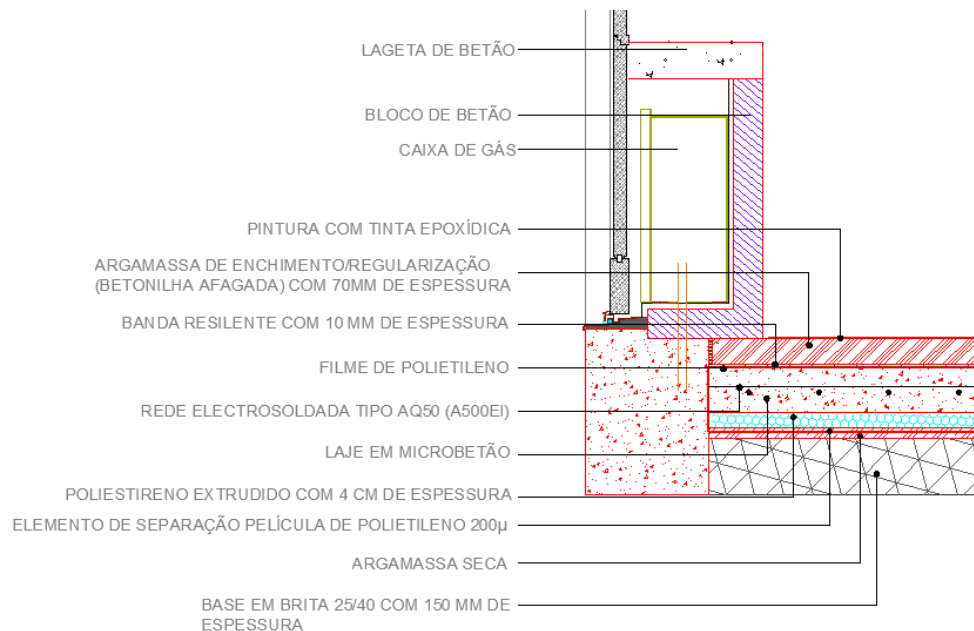 LAGETA DE BETÃO
BLOCO DE BETÃO
CAIXA DE GÁS
PINTURA COM TINTA EPOXÍDICA
ARGAMASSA DE ENCHIMENTO/REGULARIZAÇÃO
(BETONILHA AFAGADA) COM 70MM DE ESPESSURA
BANDA RESILENTE COM 10 MM DE ESPESSURA
FILME DE POLIETILENO
REDE ELECTROSOLDADA TIPO AQ50 (A500El)
LAJE EM MICROBETÃO
POLIESTIRENO EXTRUDIDO COM 4 CM DE ESPESSURA
ELEMENTO DE SEPARAÇÃO PELÍCULA DE POLIETILENO 200µ
ARGAMASSA SECA
BASE EM BRITA 25/40 COM 150 MM DE
ESPESSURA